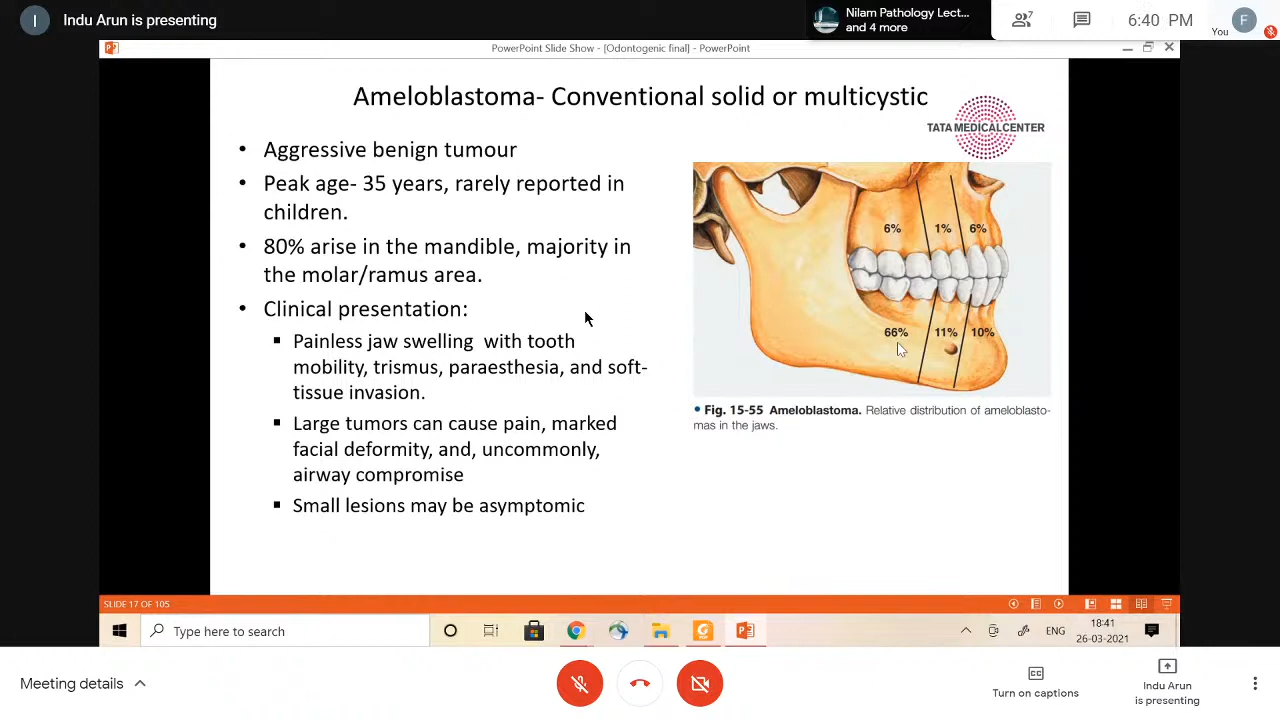 I
Indu Arun is presenting
Nilam Pathology Lect...
and 4 more
7
6:40 PM
F
You
PowerPoint Slide Show - [Odontogenic final] - PowerPoint
Ameloblastoma- Conventional solid or multicystic
TATA MEDICAL CENTER
• Aggressive benign tumour
• Peak age- 35 years, rarely reported in
children.
• 80% arise in the mandible, majority in
the molar/ramus area.
• Clinical presentation:
▪ Painless jaw swelling with tooth
mobility, trismus, paraesthesia, and soft-
tissue invasion.
▪ Large tumors can cause pain, marked
facial deformity, and, uncommonly,
airway compromise
▪ Small lesions may be asymptomic
6% 1% 6%
66% 11% 10%
• Fig. 15-55 Ameloblastoma. Relative distribution of ameloblasto-
mas in the jaws.
SLIDE 17 OF 105
Type here to search
ENG
18:41
26-03-2021
Meeting details
Turn on captions
Indu Arun
is presenting